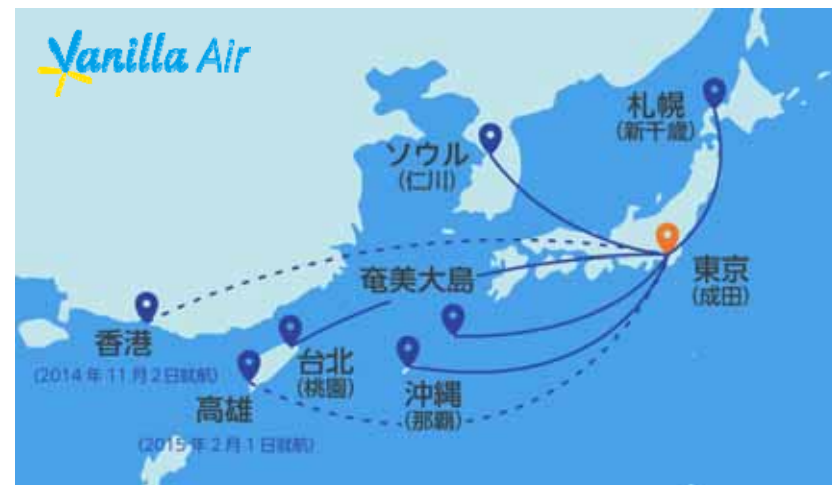 Vanilla Air
札幌
(新千歳)
ソウル
(仁川)
東京
(成田)
奄美大島
香港
(2014年11月2日就航)
台北
(桃園)
沖縄
(那覇)
高雄
(2015年2月1日就航)